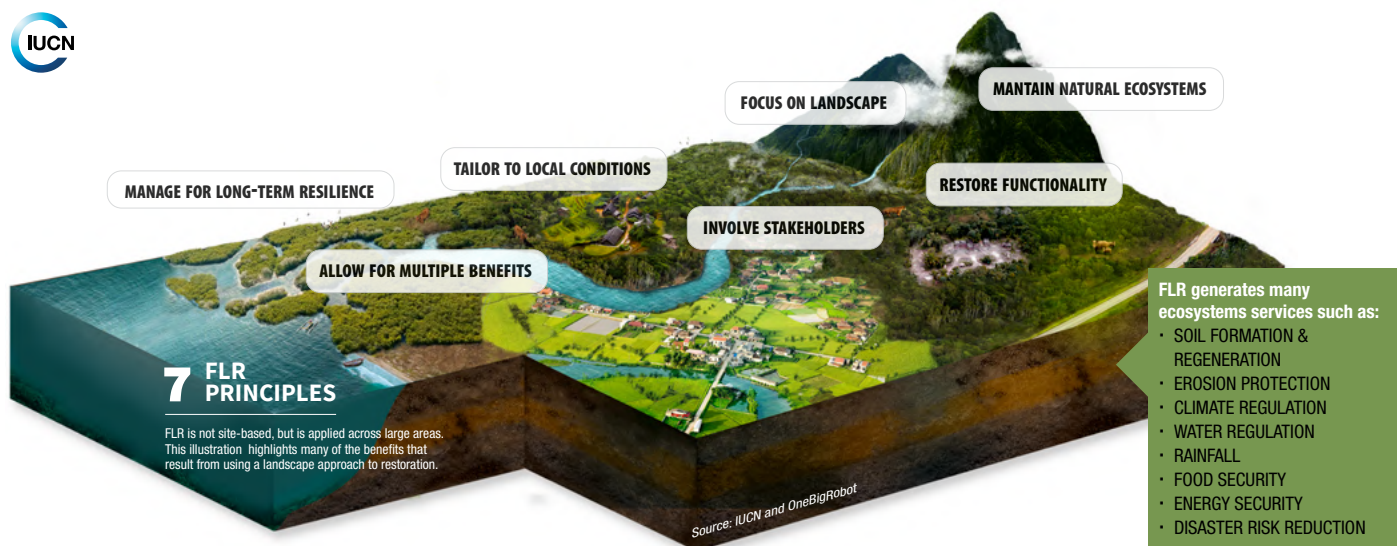 IUCN
FOCUS ON LANDSCAPE
MANTAIN NATURAL ECOSYSTEMS
TAILOR TO LOCAL CONDITIONS
MANAGE FOR LONG-TERM RESILIENCE
RESTORE FUNCTIONALITY
INVOLVE STAKEHOLDERS
ALLOW FOR MULTIPLE BENEFITS
7 FLR
PRINCIPLES
FLR is not site-based, but is applied across large areas.
This illustration highlights many of the benefits that
result from using a landscape approach to restoration.
Source: IUCN and OneBigRobot
FLR generates many
ecosystems services such as:
· SOIL FORMATION &
REGENERATION
· EROSION PROTECTION
· CLIMATE REGULATION
· WATER REGULATION
· RAINFALL
· FOOD SECURITY
· ENERGY SECURITY
· DISASTER RISK REDUCTION